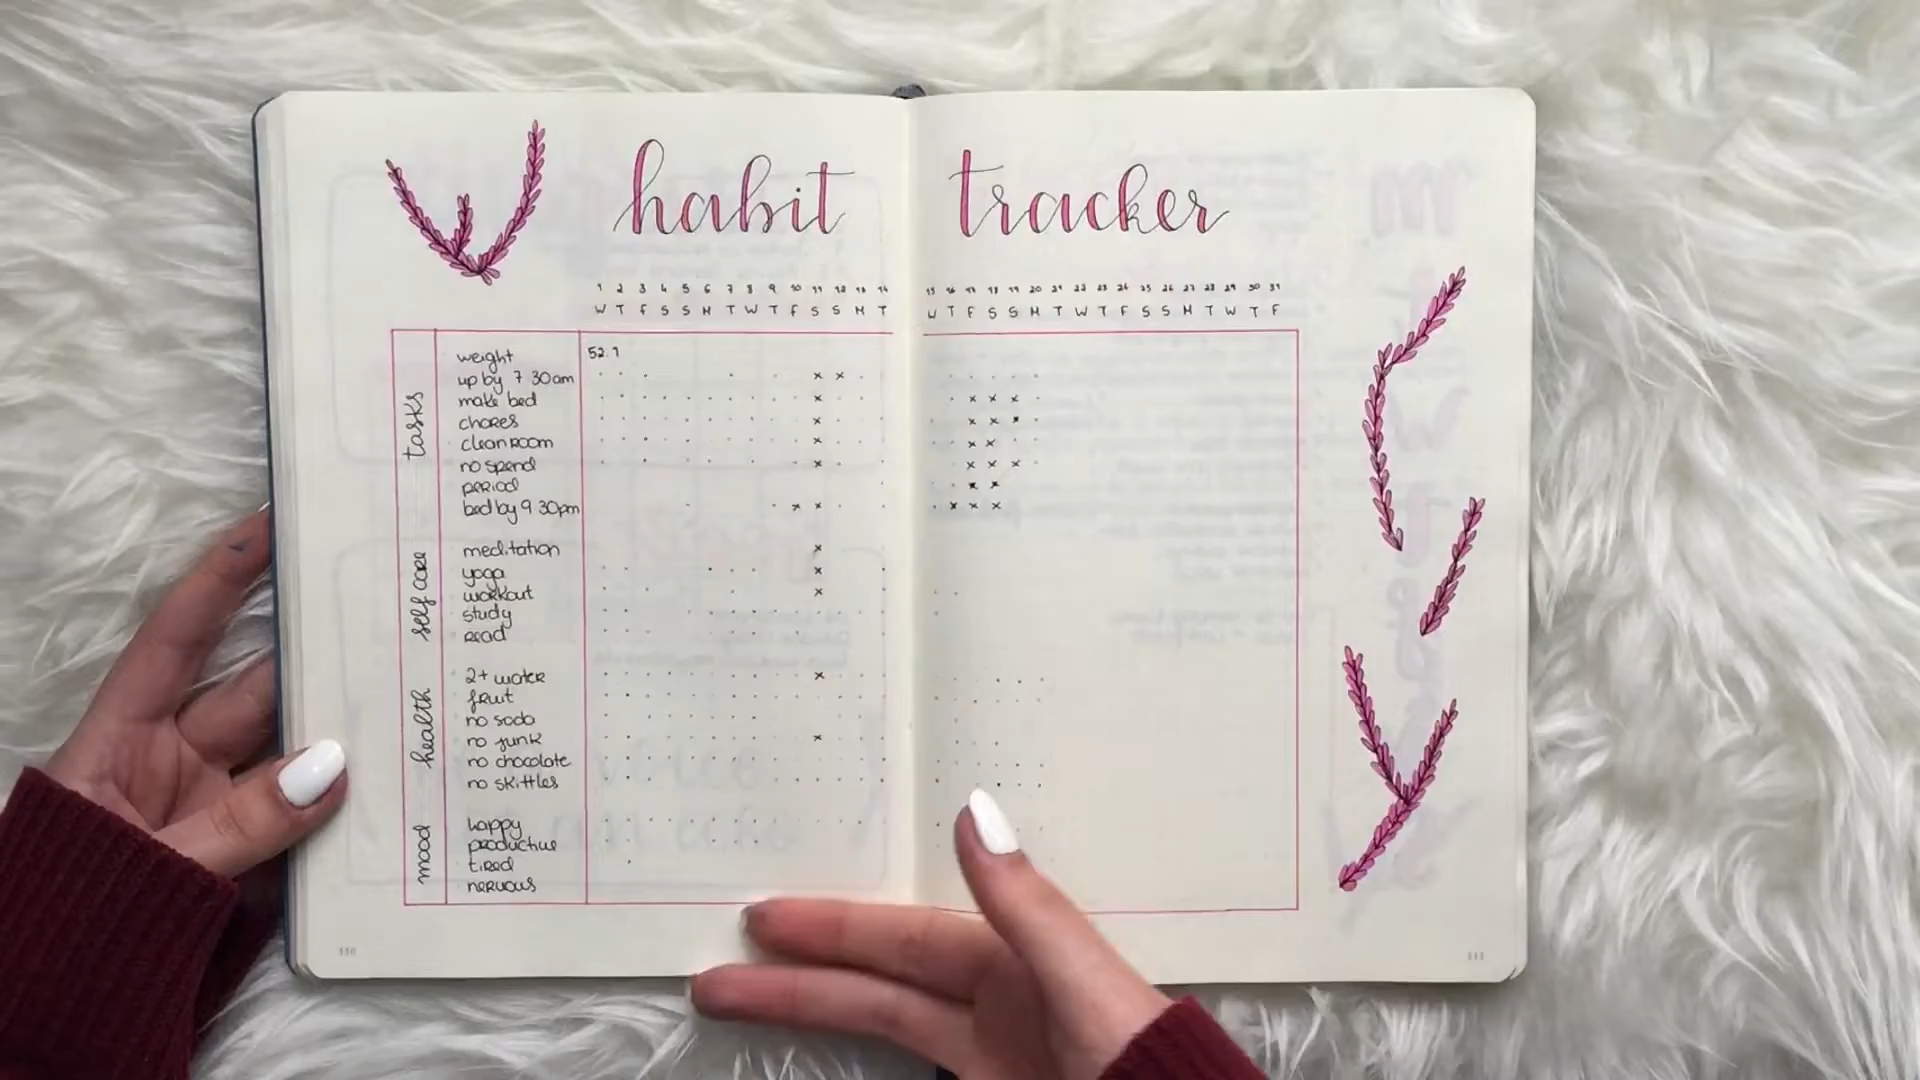 habit tracker
1 2 3 4 5 6 7 8 9 10 11 12 13 14 15 16 17 18 19 20 21 22 23 24 25 26 27 28 29 30 31
W T F S S M T W T F S S M T W T F S S M T W T F S S M T W T F
tasks
weight 52.1
up by 7 30am
make bed
chores
clean room
no spend
period
bed by 9 30pm
self care
meditation
yoga
workout
study
read
health
2+ water
fruit
no soda
no junk
no chocolate
no skittles
mood
happy
productive
tired
nervous
110
111